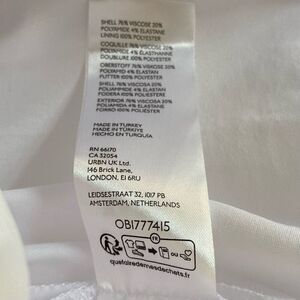 SHELL 76% VISCOSE 20%
POLYAMIDE 4% ELASTANE
LINING 100% POLYESTER
COQUILLE 76% VISCOSE 20%
POLYAMIDE 4% ÉLASTHANNE
DOUBLURE 100% POLYESTER
OBERSTOFF 76% VISKOSE 20%
POLYAMID 4% ELASTAN
FUTTER 100% POLYESTER
SHELL 76% VISCOSA 20%
POLIAMMIDE 4% ELASTAN
FODERA 100% POLIESTERE
EXTERIOR 76% VISCOSA 20%
POLIAMIDA 4% ELASTANO
FORRO 100% POLIÉSTER
MADE IN TURKEY
MADE IN TÜRKIYE
HECHO EN TURQUÍA
RN 66170
CA 32054
URBN UK Ltd.
146 Brick Lane,
LONDON, E1 6RU
LEIDSESTRAAT 32, 1017 PB
AMSTERDAM, NETHERLANDS
OB1777415
FR
OU
quefairedemesdechets.fr